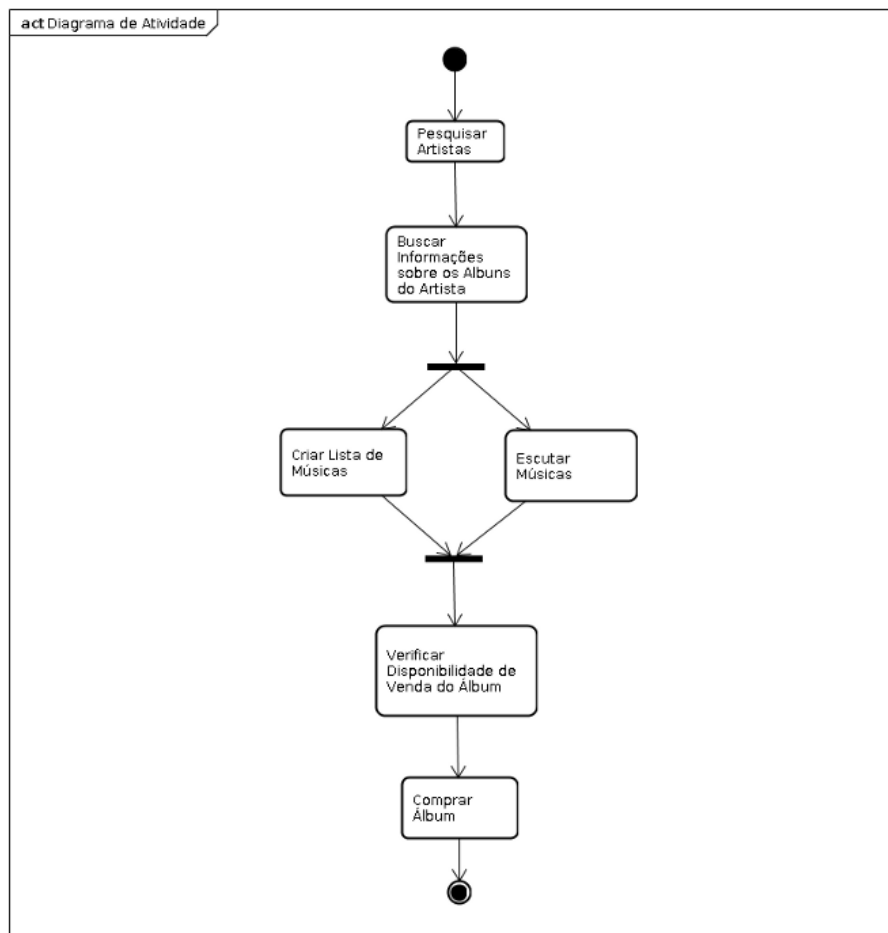 act Diagrama de Atividade
Pesquisar
Artistas
Buscar
Informações
sobre os Albuns
do Artista
Criar Lista de
Músicas
Escutar
Músicas
Verificar
Disponibilidade de
Venda do Álbum
Comprar
Álbum